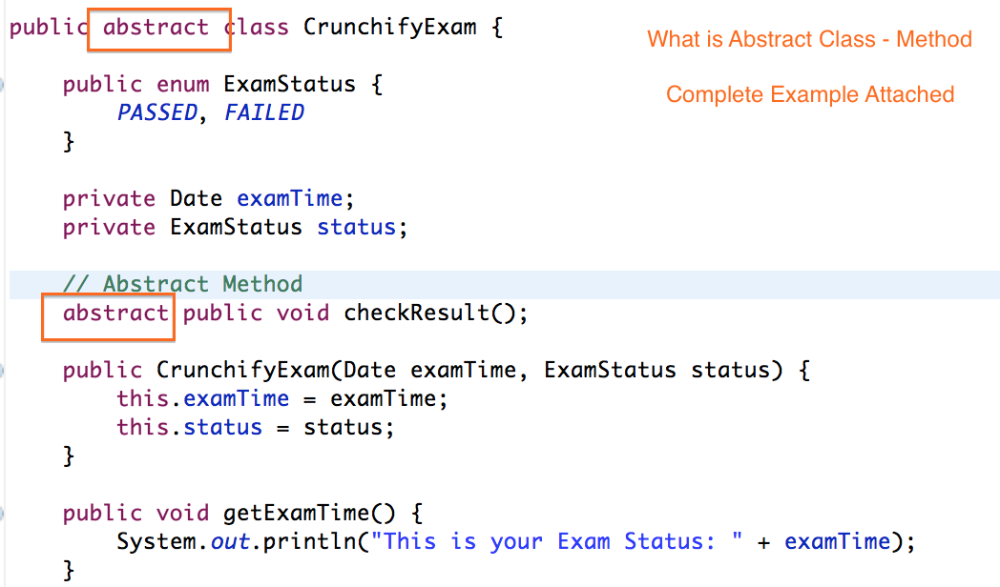 public abstract class CrunchifyExam {
What is Abstract Class - Method
public enum ExamStatus {
Complete Example Attached
PASSED, FAILED
}
private Date examTime;
private ExamStatus status;
// Abstract Method
abstract public void checkResult();
public CrunchifyExam(Date examTime, ExamStatus status) {
this.examTime = examTime;
this.status = status;
}
public void getExamTime() {
System.out.println("This is your Exam Status: " + examTime);
}